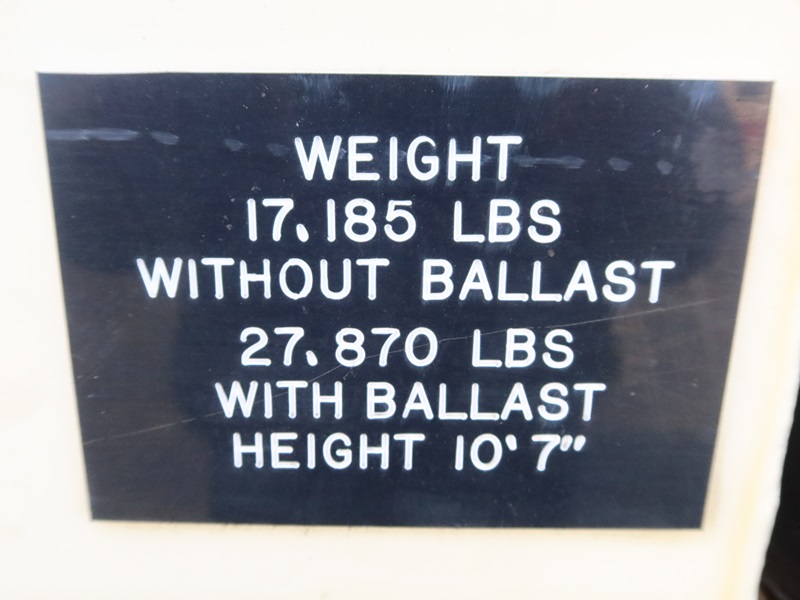 WEIGHT
17,185 LBS
WITHOUT BALLAST
27,870 LBS
WITH BALLAST
HEIGHT 10' 7"